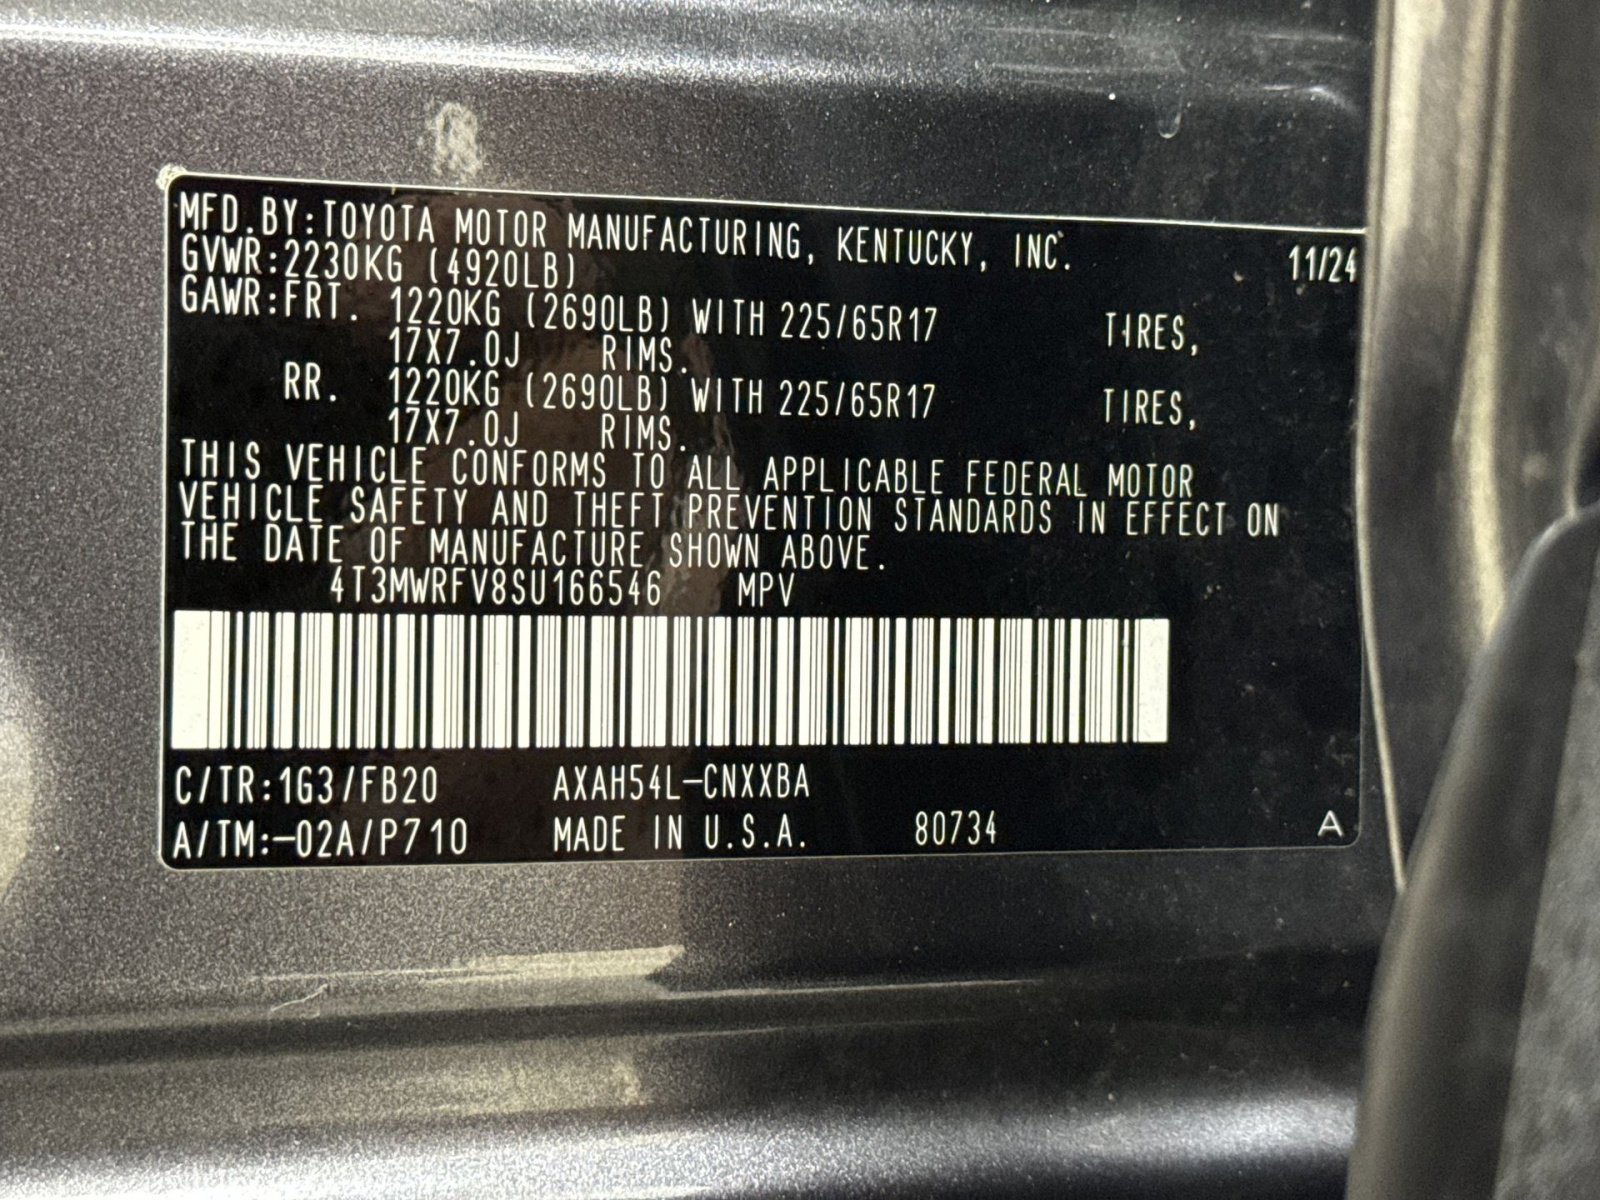 MFD.BY:TOYOTA MOTOR MANUFACTURING, KENTUCKY, INC. 11/24
GVWR:2230KG (4920LB)
GAWR:FRT. 1220KG (2690LB) WITH 225/65R17 TIRES,
17X7.0J RIMS.
RR. 1220KG (2690LB) WITH 225/65R17 TIRES,
17X7.0J RIMS.
THIS VEHICLE CONFORMS TO ALL APPLICABLE FEDERAL MOTOR
VEHICLE SAFETY AND THEFT PREVENTION STANDARDS IN EFFECT ON
THE DATE OF MANUFACTURE SHOWN ABOVE.
4T3MWRFV8SU166546 MPV
C/TR:1G3/FB20 AXAH54L-CNXXBA
A/TM:-02A/P710 MADE IN U.S.A. 80734 A